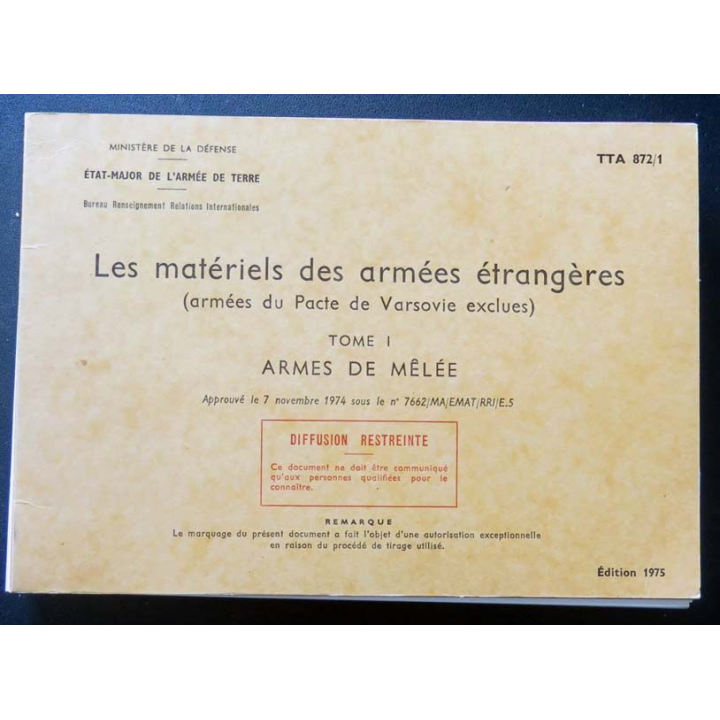 MINISTÈRE DE LA DÉFENSE
ÉTAT-MAJOR DE L'ARMÉE DE TERRE
Bureau Renseignement Relations Internationales
TTA 872/1
Les matériels des armées étrangères
(armées du Pacte de Varsovie exclues)
TOME I
ARMES DE MÊLÉE
Approuvé le 7 novembre 1974 sous le n° 7662/MA/EMAT/RRI/E.5
DIFFUSION RESTREINTE
Ce document ne doit être communiqué
qu'aux personnes qualifiées pour le
connaître.
REMARQUE
Le marquage du présent document a fait l'objet d'une autorisation exceptionnelle
en raison du procédé de tirage utilisé.
Édition 1975